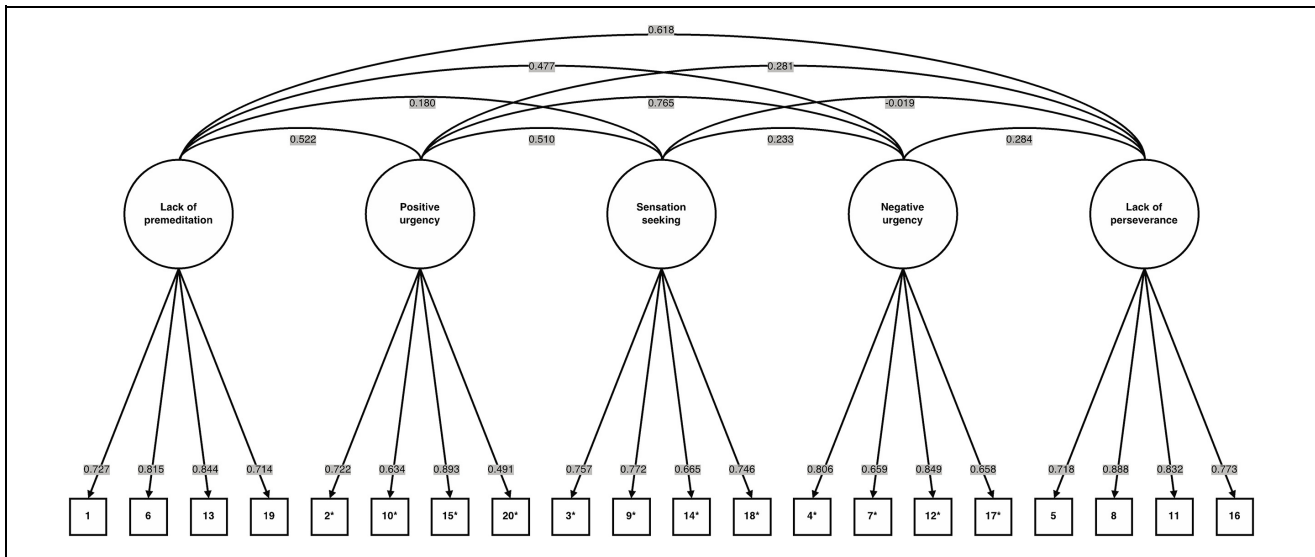 0.618
0.477 0.281
0.180 0.765 -0.019
0.522 0.510 0.233 0.284
Lack of premeditation
Positive urgency
Sensation seeking
Negative urgency
Lack of perseverance
0.727 0.815 0.844 0.714 0.722 0.634 0.893 0.491 0.757 0.772 0.665 0.746 0.806 0.659 0.849 0.658 0.718 0.888 0.832 0.773
1 6 13 19 2* 10* 15* 20* 3* 9* 14* 18* 4* 7* 12* 17* 5 8 11 16